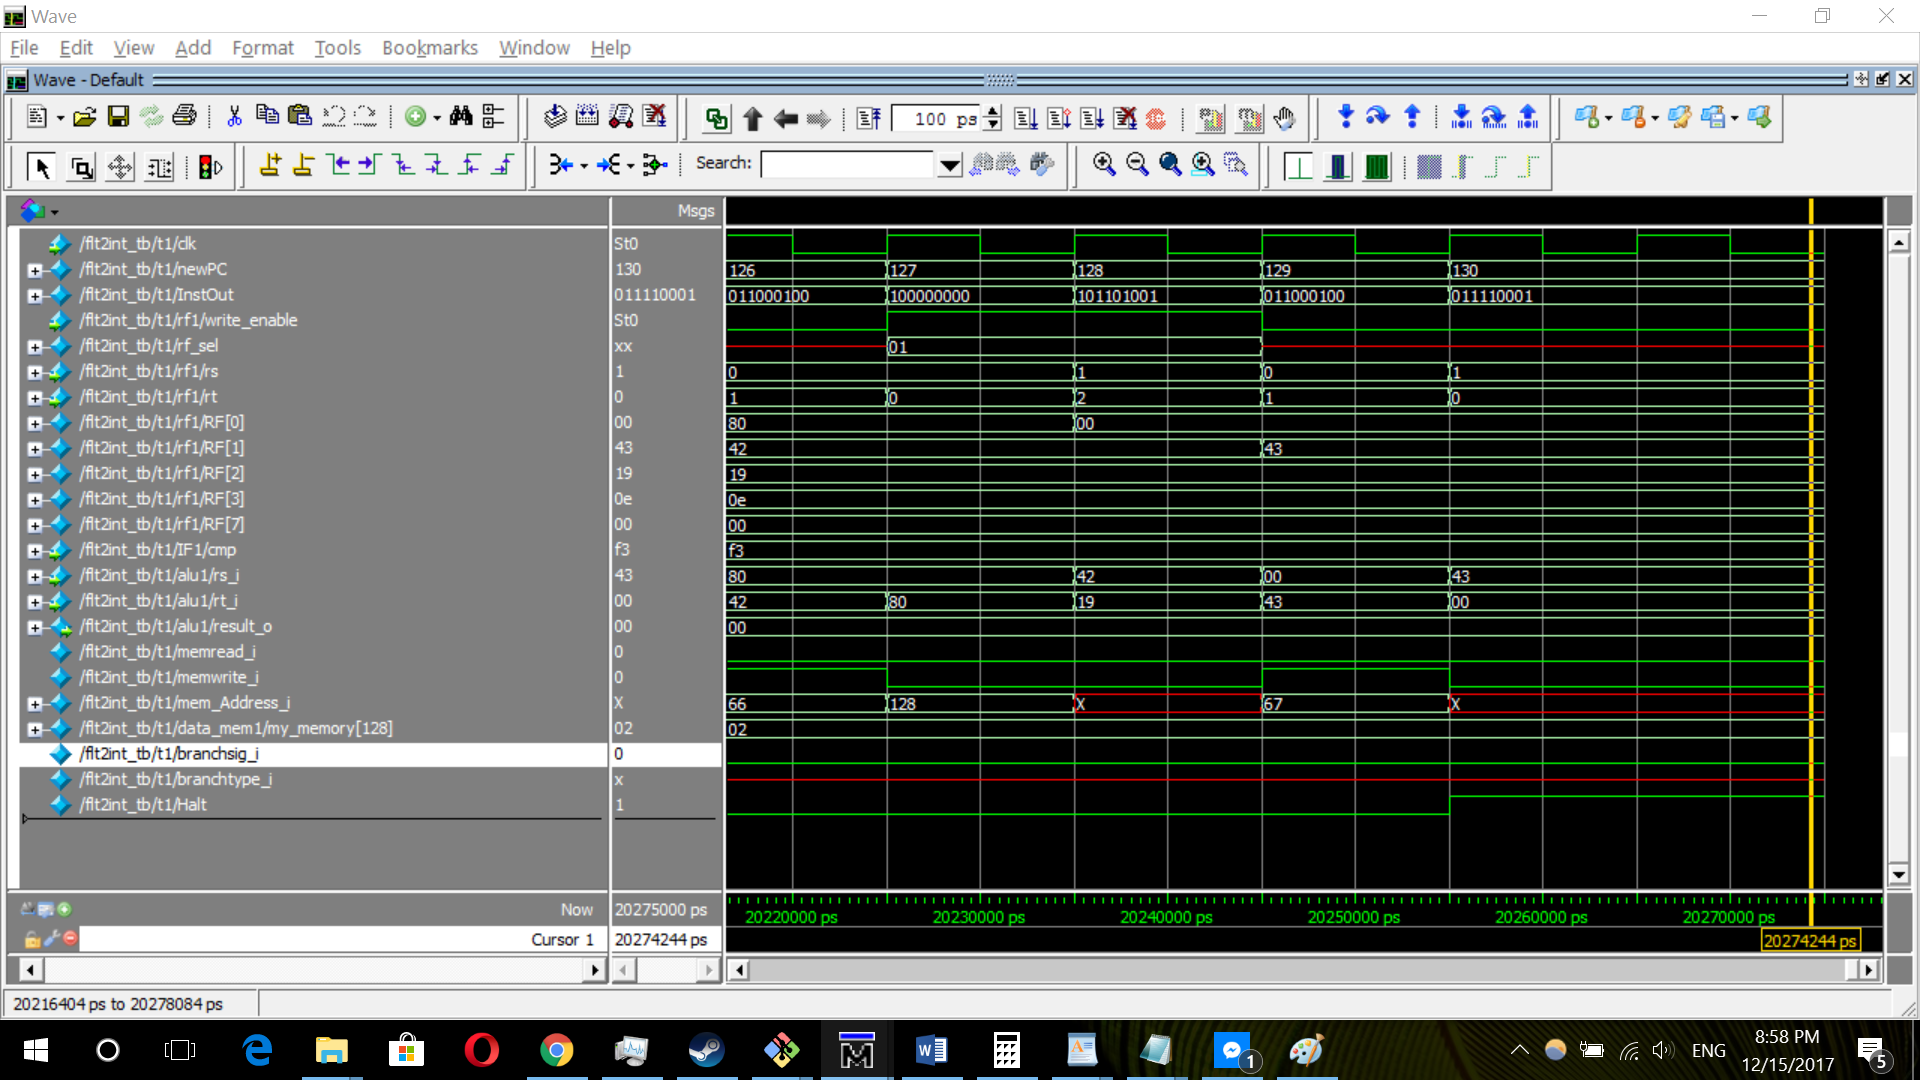 Wave
File Edit View Add Format Tools Bookmarks Window Help
Wave - Default
100 ps
Search:
Msgs
/flt2int_tb/t1/clk St0
/flt2int_tb/t1/newPC 130 126 127 128 129 130
/flt2int_tb/t1/InstOut 011110001 011000100 100000000 101101001 011000100 011110001
/flt2int_tb/t1/rf1/write_enable St0
/flt2int_tb/t1/rf_sel xx 01
/flt2int_tb/t1/rf1/rs 1 0 1 0 1
/flt2int_tb/t1/rf1/rt 0 1 0 2 1 0
/flt2int_tb/t1/rf1/RF[0] 00 80 00
/flt2int_tb/t1/rf1/RF[1] 43 42 43
/flt2int_tb/t1/rf1/RF[2] 19 19
/flt2int_tb/t1/rf1/RF[3] 0e 0e
/flt2int_tb/t1/rf1/RF[7] 00 00
/flt2int_tb/t1/IF1/cmp f3 f3
/flt2int_tb/t1/alu1/rs_i 43 80 42 00 43
/flt2int_tb/t1/alu1/rt_i 00 42 80 19 43 00
/flt2int_tb/t1/alu1/result_o 00 00
/flt2int_tb/t1/memread_i 0
/flt2int_tb/t1/memwrite_i 0
/flt2int_tb/t1/mem_Address_i X 66 128 X 67 X
/flt2int_tb/t1/data_mem1/my_memory[128] 02 02
/flt2int_tb/t1/branchsig_i 0
/flt2int_tb/t1/branchtype_i x
/flt2int_tb/t1/Halt 1
Now 20275000 ps 20220000 ps 20230000 ps 20240000 ps 20250000 ps 20260000 ps 20270000 ps
Cursor 1 20274244 ps 20274244 ps
20216404 ps to 20278084 ps
8:58 PM
ENG
1
12/15/2017
5